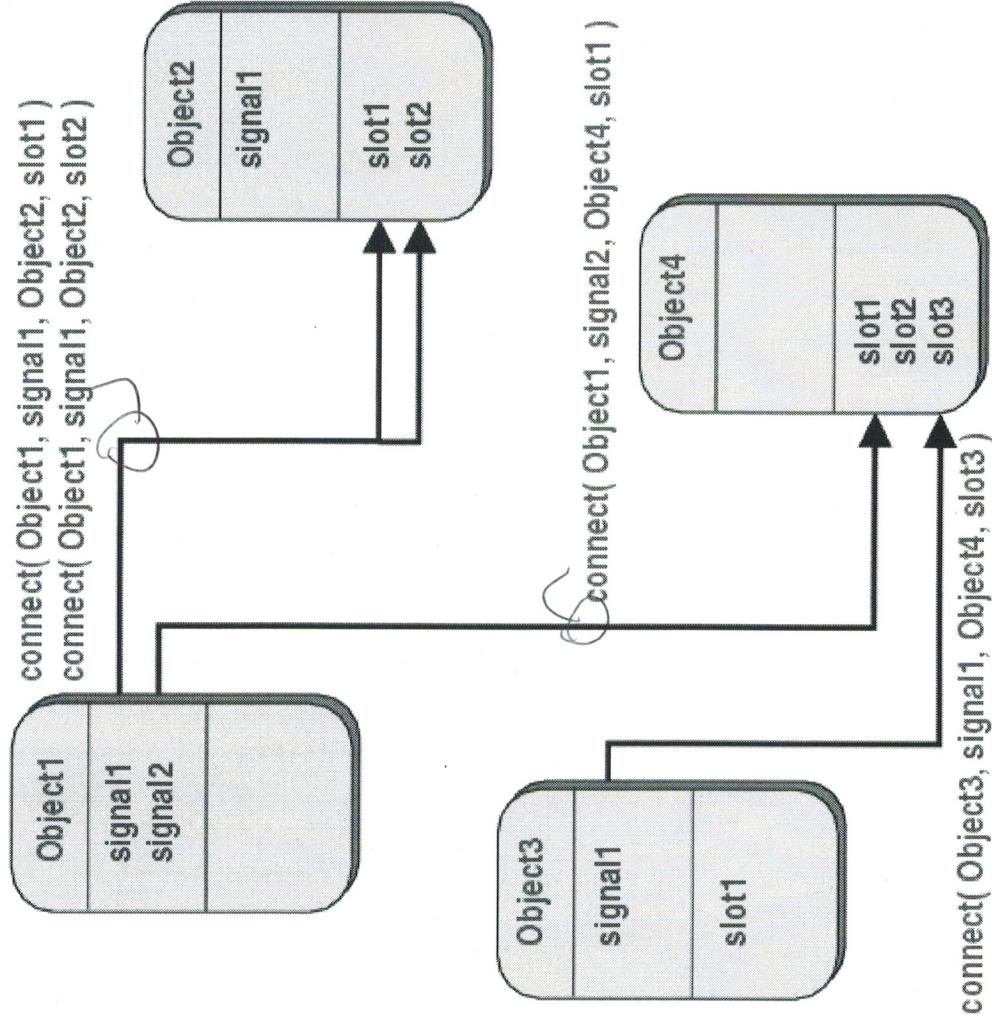 connect( Object1, signal1, Object2, slot1 )
connect( Object1, signal1, Object2, slot2 )
Object1
signal1
signal2
Object2
signal1
slot1
slot2
connect( Object1, signal2, Object4, slot1 )
Object3
signal1
slot1
Object4
slot1
slot2
slot3
connect( Object3, signal1, Object4, slot3 )